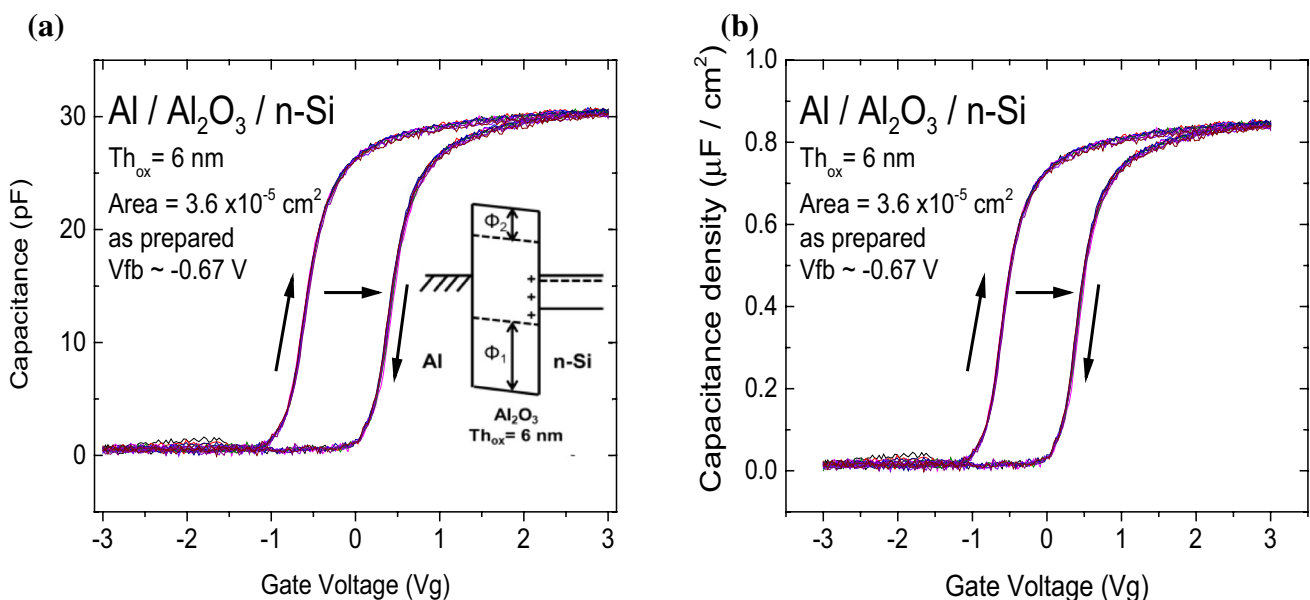 (a)
Al / Al₂O₃ / n-Si
Th_ox = 6 nm
Area = 3.6 x10⁻⁵ cm²
as prepared
Vfb ~ -0.67 V
Φ₂
+
+
+
Φ₁
Al
n-Si
Al₂O₃
Th_ox= 6 nm
Capacitance (pF)
30
20
10
0
-3 -2 -1 0 1 2 3
Gate Voltage (Vg)
(b)
Al / Al₂O₃ / n-Si
Th_ox = 6 nm
Area = 3.6 x10⁻⁵ cm²
as prepared
Vfb ~ -0.67 V
Capacitance density (µF / cm²)
1.0
0.8
0.6
0.4
0.2
0.0
-3 -2 -1 0 1 2 3
Gate Voltage (Vg)